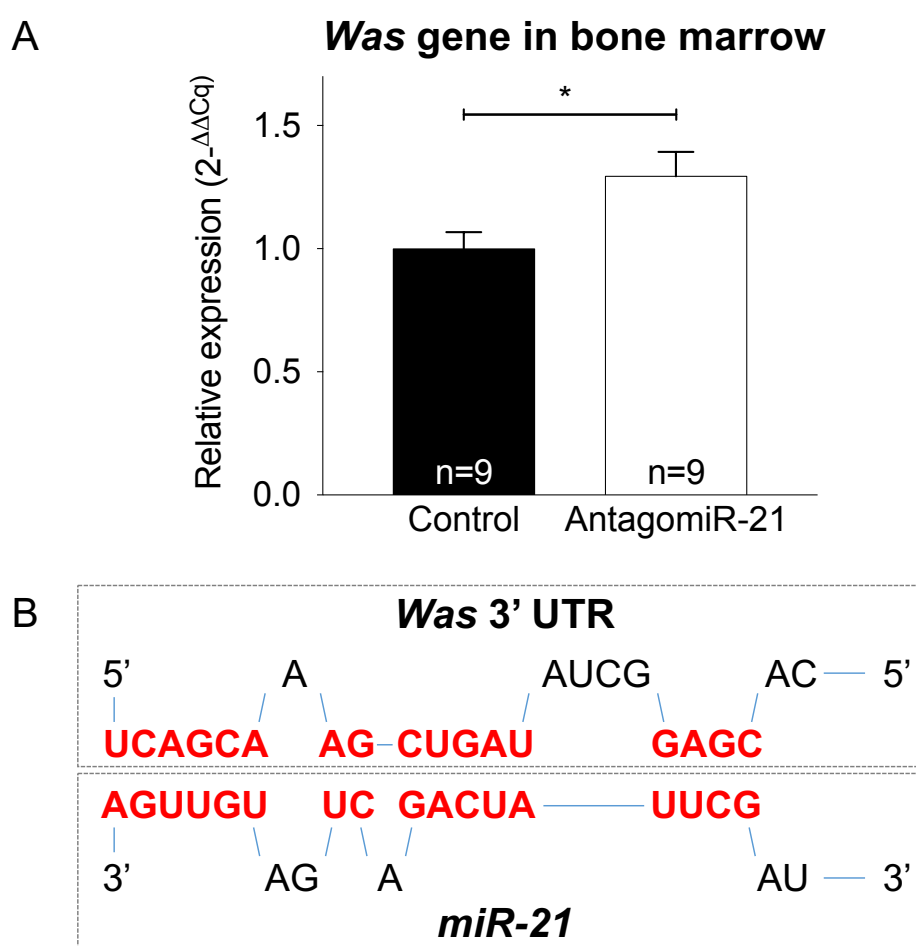 A
Was gene in bone marrow
Relative expression (2-ΔΔCq)
1.5
1.0
0.5
0.0
*
n=9
n=9
Control
AntagomiR-21
B
Was 3’ UTR
5’ A AUCG AC 5’
UCAGCA AG CUGAU GAGC
AGUUGU UC GACUA UUCG
3’ AG A AU 3’
miR-21